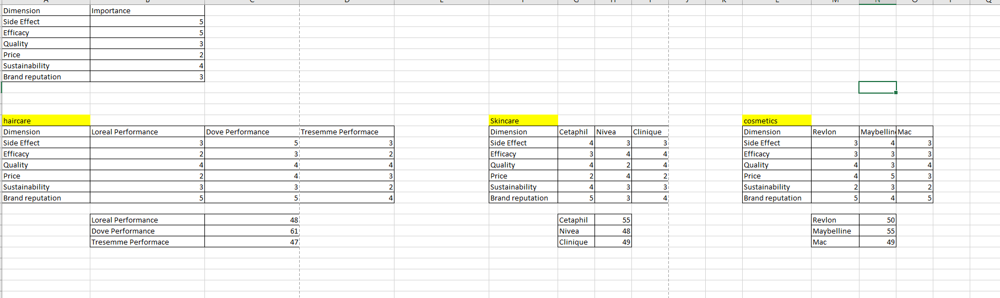 Dimension Importance
Side Effect 5
Efficacy 5
Quality 3
Price 2
Sustainability 4
Brand reputation 3
haircare Skincare cosmetics
Dimension Loreal Performance Dove Performance Tresemme Performace Dimension Cetaphil Nivea Clinique Dimension Revlon Maybellin Mac
Side Effect 3 5 3 Side Effect 4 3 3 Side Effect 3 4 3
Efficacy 2 3 2 Efficacy 3 4 4 Efficacy 3 3 3
Quality 4 4 4 Quality 4 2 4 Quality 4 3 4
Price 2 4 3 Price 2 4 2 Price 4 5 3
Sustainability 3 3 2 Sustainability 4 3 3 Sustainability 2 3 2
Brand reputation 5 5 4 Brand reputation 5 3 4 Brand reputation 5 4 5
Loreal Performance 48 Cetaphil 55 Revlon 50
Dove Performance 61 Nivea 48 Maybelline 55
Tresemme Performace 47 Clinique 49 Mac 49